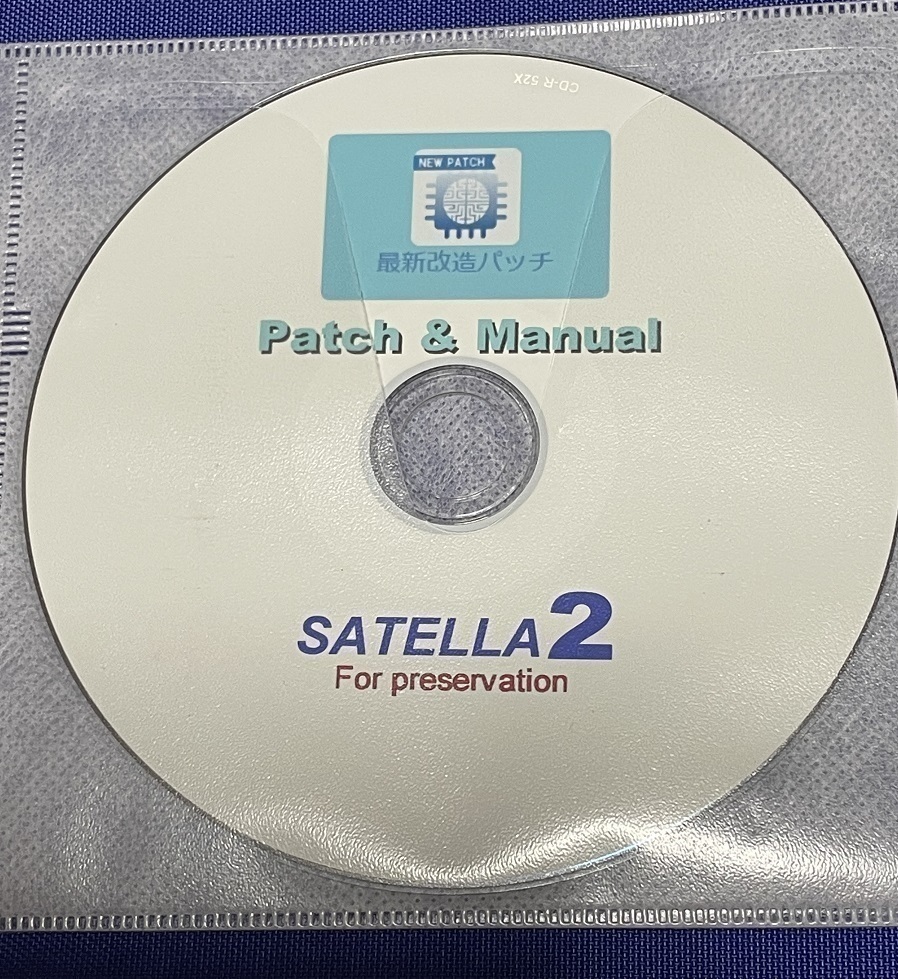 CD-R 52X
NEW PATCH
最新改造パッチ
Patch & Manual
SATELLA2
For preservation